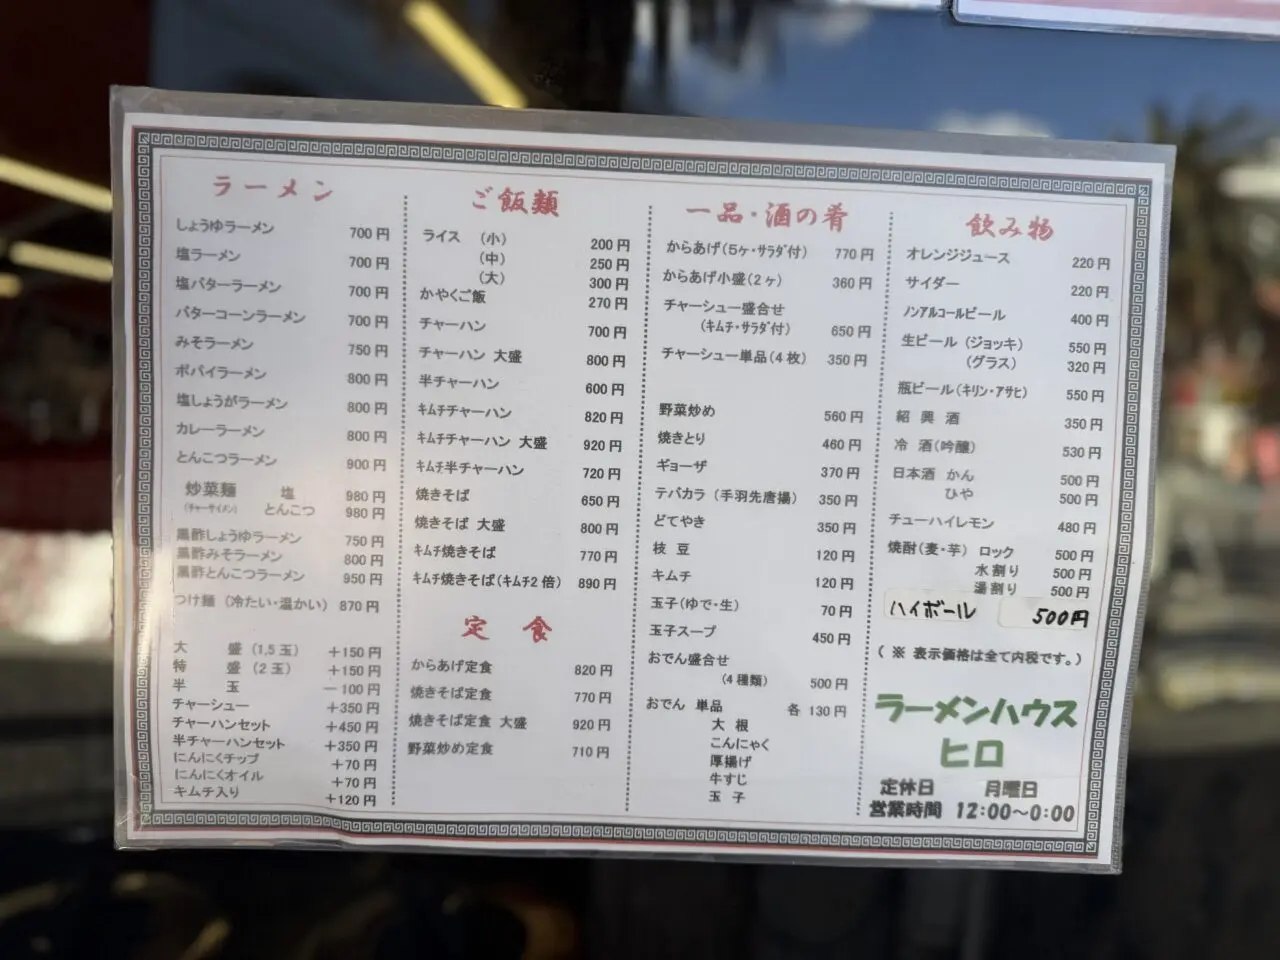 ラーメン
しょうゆラーメン 700円
塩ラーメン 700円
塩バターラーメン 700円
バターコーンラーメン 700円
みそラーメン 750円
ポパイラーメン 800円
塩しょうがラーメン 800円
カレーラーメン 800円
とんこつラーメン 900円
炒菜麺 塩 980円
(チャーサイメン) とんこつ 980円
黒酢しょうゆラーメン 750円
黒酢みそラーメン 800円
黒酢とんこつラーメン 950円
つけ麺 (冷たい・温かい) 870円
大 盛 (1,5玉) +150円
特 盛 (2玉) +150円
半 玉 -100円
チャーシュー +350円
チャーハンセット +450円
半チャーハンセット +350円
にんにくチップ +70円
にんにくオイル +70円
キムチ入り +120円
ご飯類
ライス (小) 200円
(中) 250円
(大) 300円
かやくご飯 270円
チャーハン 700円
チャーハン 大盛 800円
半チャーハン 600円
キムチチャーハン 820円
キムチチャーハン 大盛 920円
キムチ半チャーハン 720円
焼きそば 650円
焼きそば 大盛 800円
キムチ焼きそば 770円
キムチ焼きそば(キムチ2倍) 890円
定 食
からあげ定食 820円
焼きそば定食 770円
焼きそば定食 大盛 920円
野菜炒め定食 710円
一品・酒の肴
からあげ(5ヶ・サラダ付) 770円
からあげ小盛(2ヶ) 360円
チャーシュー盛合せ
(キムチ・サラダ付) 650円
チャーシュー単品(4枚) 350円
野菜炒め 560円
焼きとり 460円
ギョーザ 370円
テバカラ (手羽先唐揚) 350円
どてやき 350円
枝 豆 120円
キムチ 120円
玉子(ゆで・生) 70円
玉子スープ 450円
おでん盛合せ
(4種類) 500円
おでん 単品 各 130円
大 根
こんにゃく
厚揚げ
牛すじ
玉 子
飲み物
オレンジジュース 220円
サイダー 220円
ノンアルコールビール 400円
生ビール (ジョッキ) 550円
(グラス) 320円
瓶ビール(キリン・アサヒ) 550円
紹 興 酒 350円
冷 酒(吟醸) 530円
日本酒 かん 500円
ひや 500円
チューハイレモン 480円
焼酎(麦・芋) ロック 500円
水割り 500円
湯割り 500円
ハイボール 500円
( ※ 表示価格は全て内税です。)
ラーメンハウス
ヒロ
定休日 月曜日
営業時間 12:00〜0:00